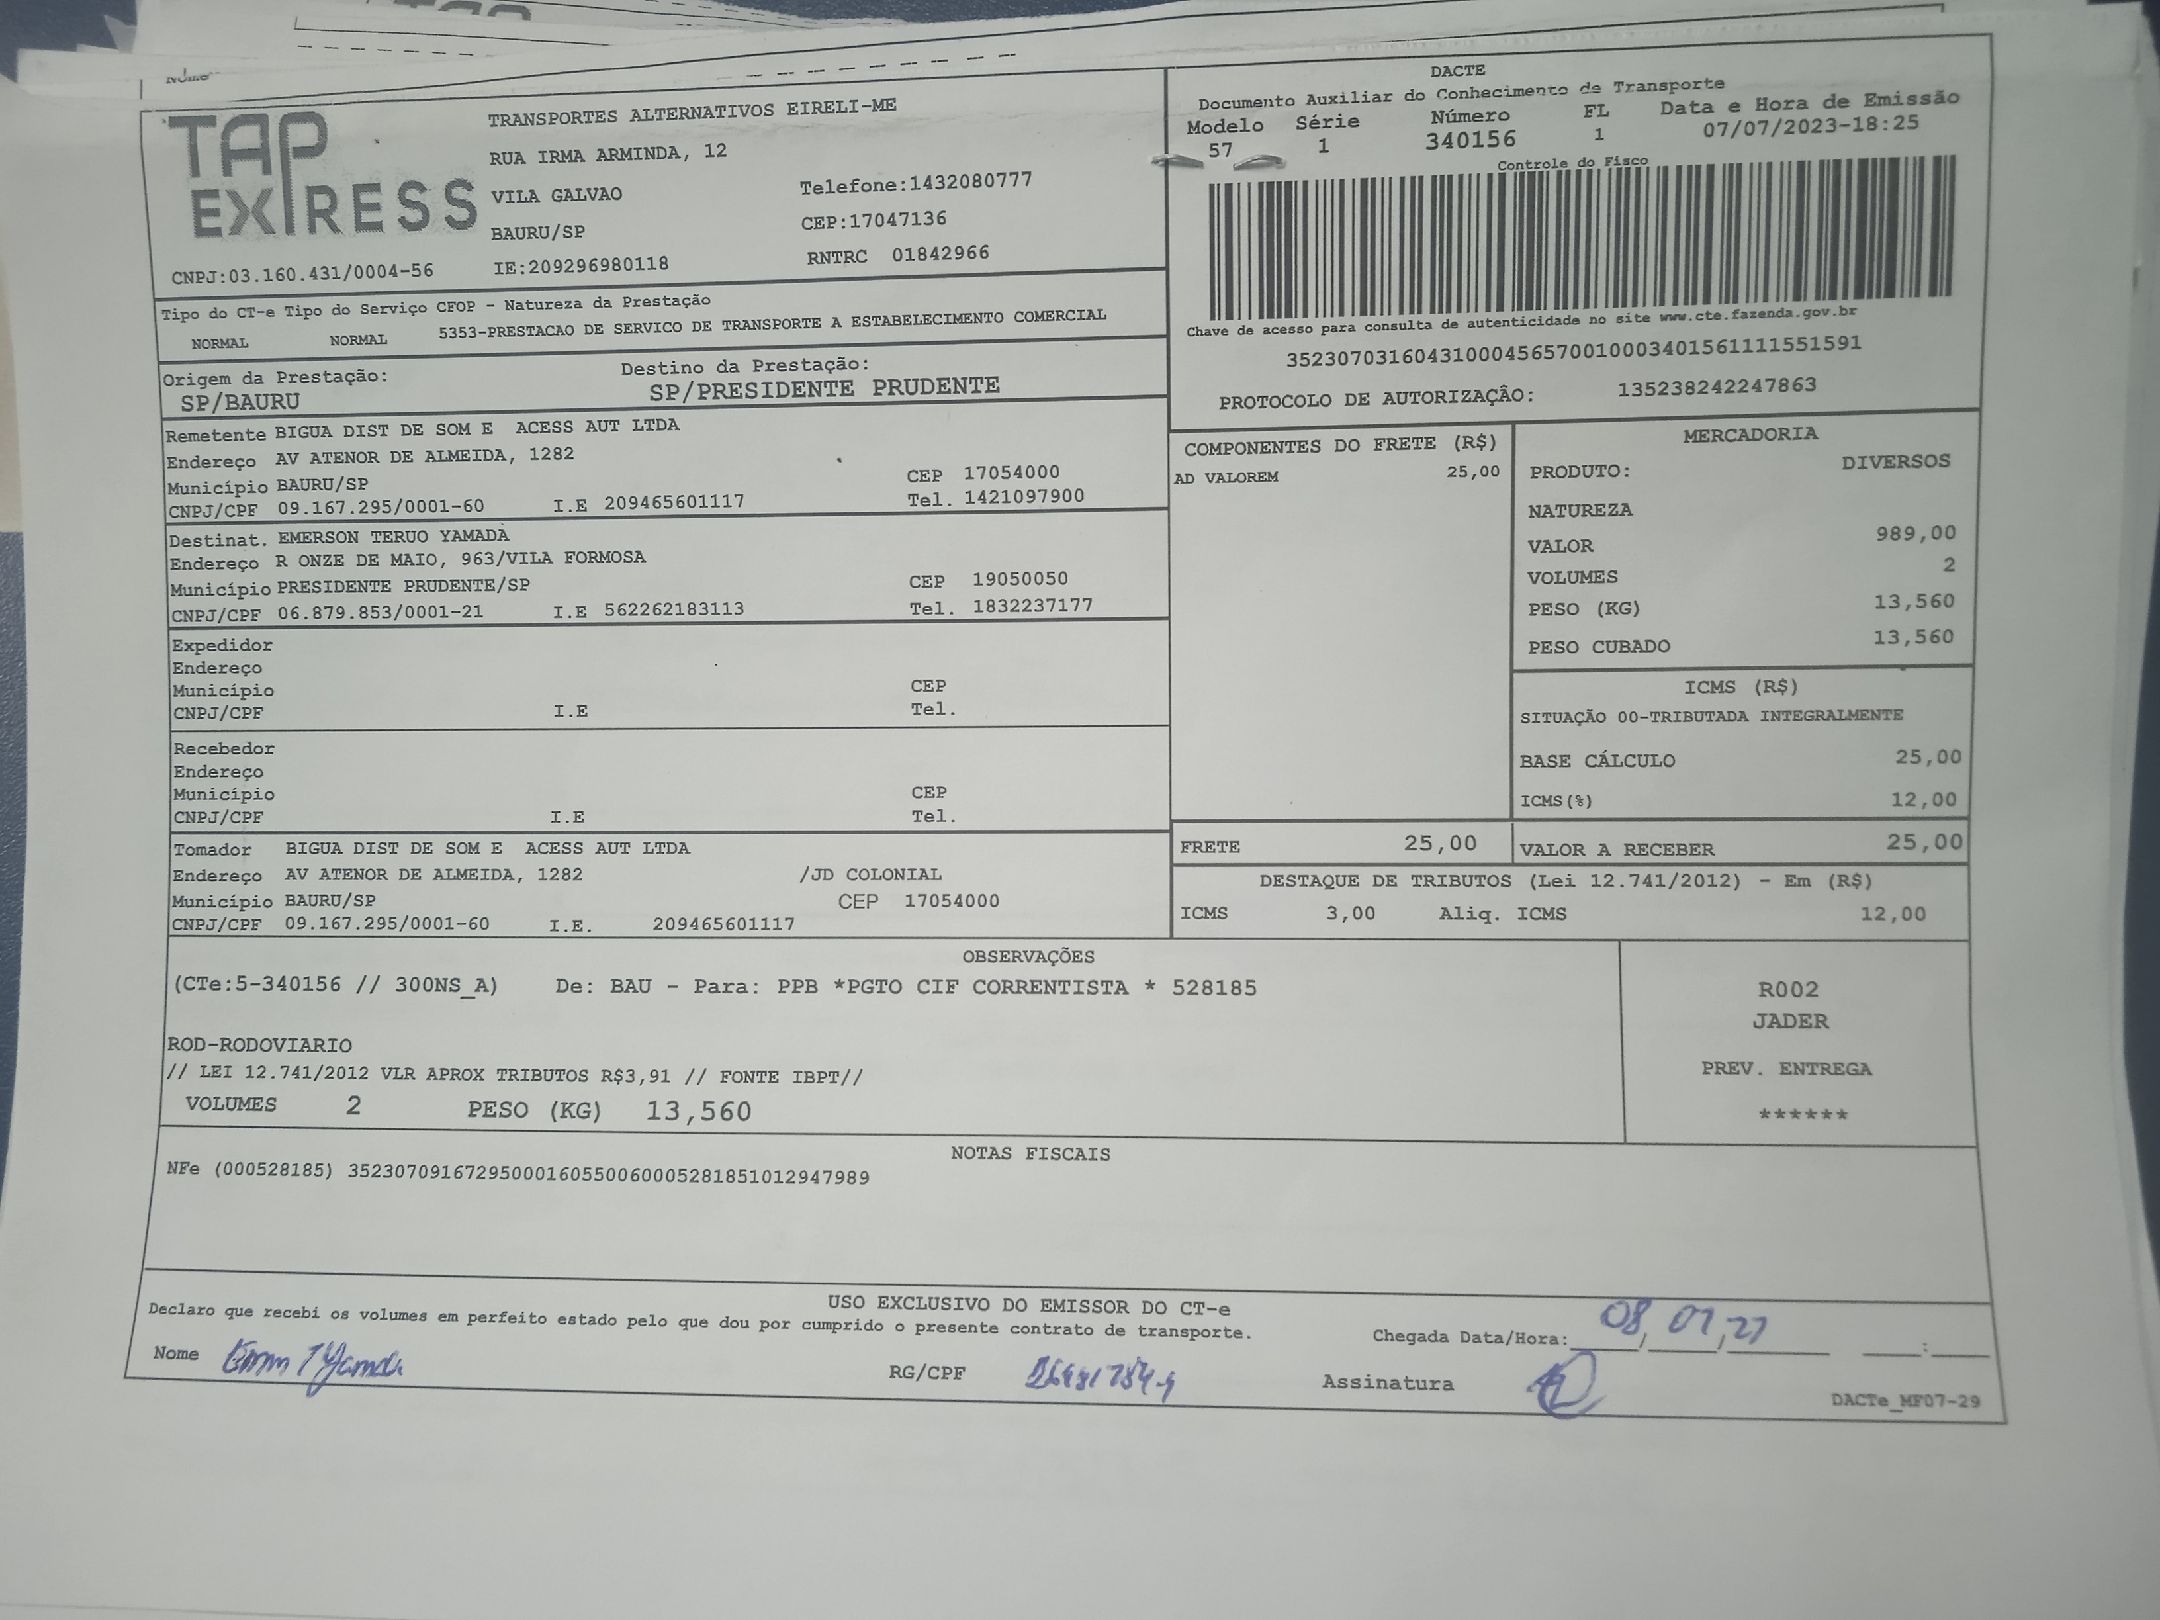 TAP EXPRESS
TRANSPORTES ALTERNATIVOS EIRELI-ME
RUA IRMA ARMINDA, 12
VILA GALVAO Telefone:1432080777
BAURU/SP CEP:17047136
CNPJ:03.160.431/0004-56 IE:209296980118 RNTRC 01842966
DACTE
Documento Auxiliar do Conhecimento de Transporte
Modelo Série Número FL Data e Hora de Emissão
57 1 340156 1 07/07/2023-18:25
Controle do Fisco
Chave de acesso para consulta de autenticidade no site www.cte.fazenda.gov.br
35230703160431000456570010003401561111551591
PROTOCOLO DE AUTORIZAÇÃO: 135238242247863
Tipo do CT-e Tipo do Serviço CFOP - Natureza da Prestação
NORMAL NORMAL 5353-PRESTACAO DE SERVICO DE TRANSPORTE A ESTABELECIMENTO COMERCIAL
Origem da Prestação: Destino da Prestação:
SP/BAURU SP/PRESIDENTE PRUDENTE
Remetente BIGUA DIST DE SOM E ACESS AUT LTDA
Endereço AV ATENOR DE ALMEIDA, 1282
Município BAURU/SP CEP 17054000
CNPJ/CPF 09.167.295/0001-60 I.E 209465601117 Tel. 1421097900
Destinat. EMERSON TERUO YAMADA
Endereço R ONZE DE MAIO, 963/VILA FORMOSA
Município PRESIDENTE PRUDENTE/SP CEP 19050050
CNPJ/CPF 06.879.853/0001-21 I.E 562262183113 Tel. 1832237177
Expedidor
Endereço
Município CEP
CNPJ/CPF I.E Tel.
Recebedor
Endereço
Município CEP
CNPJ/CPF I.E Tel.
Tomador BIGUA DIST DE SOM E ACESS AUT LTDA
Endereço AV ATENOR DE ALMEIDA, 1282 /JD COLONIAL
Município BAURU/SP CEP 17054000
CNPJ/CPF 09.167.295/0001-60 I.E. 209465601117
COMPONENTES DO FRETE (R$)
AD VALOREM 25,00
MERCADORIA
PRODUTO: DIVERSOS
NATUREZA
VALOR 989,00
VOLUMES 2
PESO (KG) 13,560
PESO CUBADO 13,560
ICMS (R$)
SITUAÇÃO 00-TRIBUTADA INTEGRALMENTE
BASE CÁLCULO 25,00
ICMS(%) 12,00
FRETE 25,00 VALOR A RECEBER 25,00
DESTAQUE DE TRIBUTOS (Lei 12.741/2012) - Em (R$)
ICMS 3,00 Aliq. ICMS 12,00
OBSERVAÇÕES
(CTe:5-340156 // 300NS_A) De: BAU - Para: PPB *PGTO CIF CORRENTISTA * 528185
ROD-RODOVIARIO
// LEI 12.741/2012 VLR APROX TRIBUTOS R$3,91 // FONTE IBPT//
VOLUMES 2 PESO (KG) 13,560
R002
JADER
PREV. ENTREGA
******
NOTAS FISCAIS
NFe (000528185) 35230709167295000160550060005281851012947989
USO EXCLUSIVO DO EMISSOR DO CT-e
Declaro que recebi os volumes em perfeito estado pelo que dou por cumprido o presente contrato de transporte.
Chegada Data/Hora: 08/07/ :
Nome Yamada RG/CPF Assinatura
DACTe_MF07-29